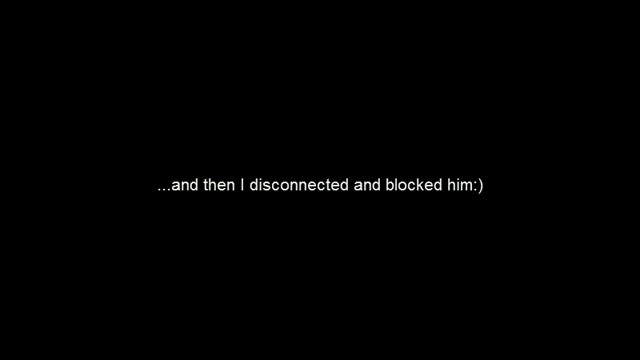 ...and then I disconnected and blocked him:)